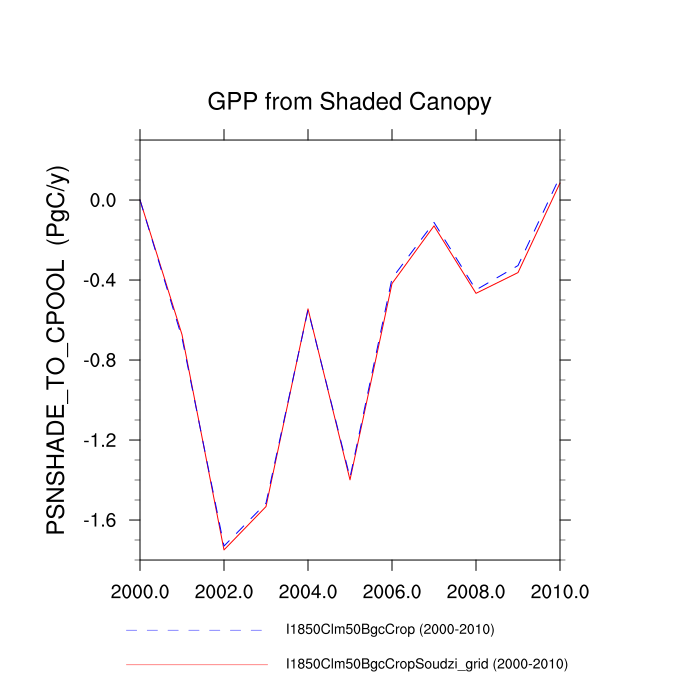 GPP from Shaded Canopy
PSNSHADE_TO_CPOOL (PgC/y)
0.0
-0.4
-0.8
-1.2
-1.6
2000.0 2002.0 2004.0 2006.0 2008.0 2010.0
I1850Clm50BgcCrop (2000-2010)
I1850Clm50BgcCropSoudzi_grid (2000-2010)